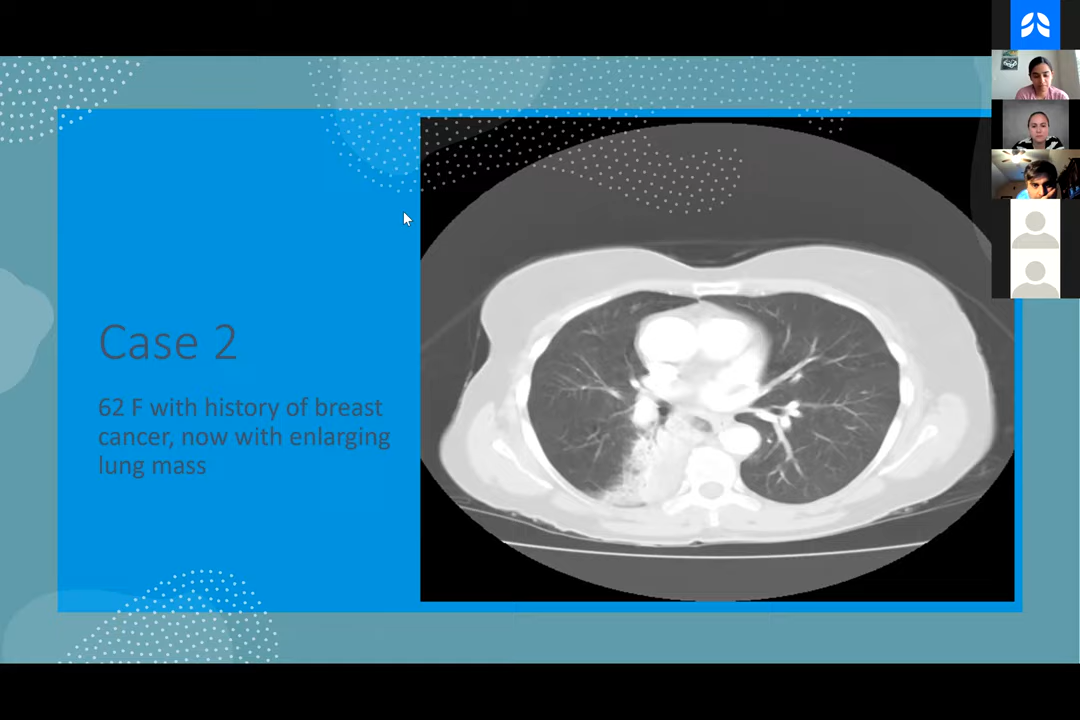 Case 2
62 F with history of breast
cancer, now with enlarging
lung mass